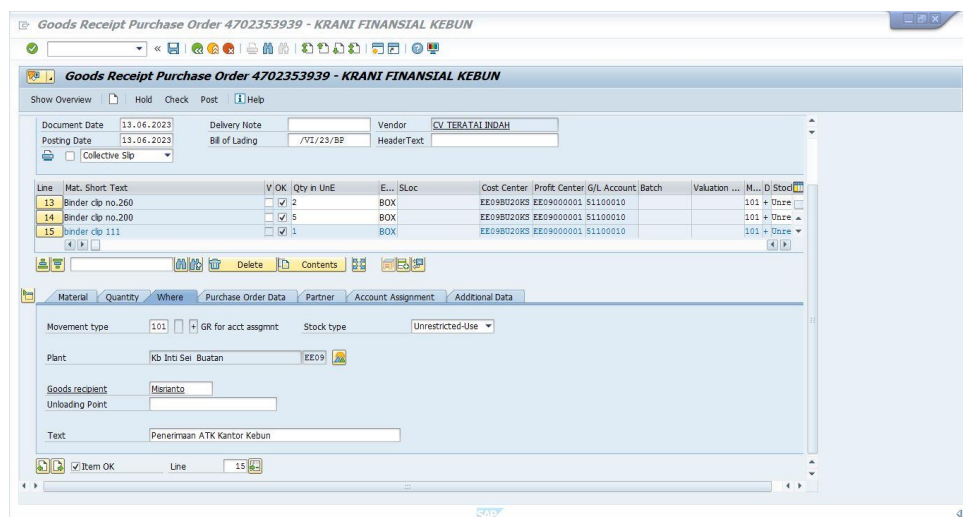 Goods Receipt Purchase Order 4702353939 - KRANI FINANSIAL KEBUN
Goods Receipt Purchase Order 4702353939 - KRANI FINANSIAL KEBUN
Show Overview Hold Check Post Help
Document Date 13.06.2023 Delivery Note Vendor CV TERATAI INDAH
Posting Date 13.06.2023 Bill of Lading /VI/23/BP HeaderText
Collective Slip
Line Mat. Short Text V OK Qty in UnE E... SLoc Cost Center Profit Center G/L Account Batch Valuation ... M... D Stock
13 Binder clip no.260 2 BOX EE09BU20KS EE09000001 51100010 101 + Unre
14 Binder clip no.200 5 BOX EE09BU20KS EE09000001 51100010 101 + Unre
15 binder clip 111 1 BOX EE09BU20KS EE09000001 51100010 101 + Unre
Delete Contents
Material Quantity Where Purchase Order Data Partner Account Assignment Additional Data
Movement type 101 + GR for acct assgmnt Stock type Unrestricted-Use
Plant Kb Inti Sei Buatan EE09
Goods recipient Misrianto
Unloading Point
Text Penerimaan ATK Kantor Kebun
Item OK Line 15
SAP